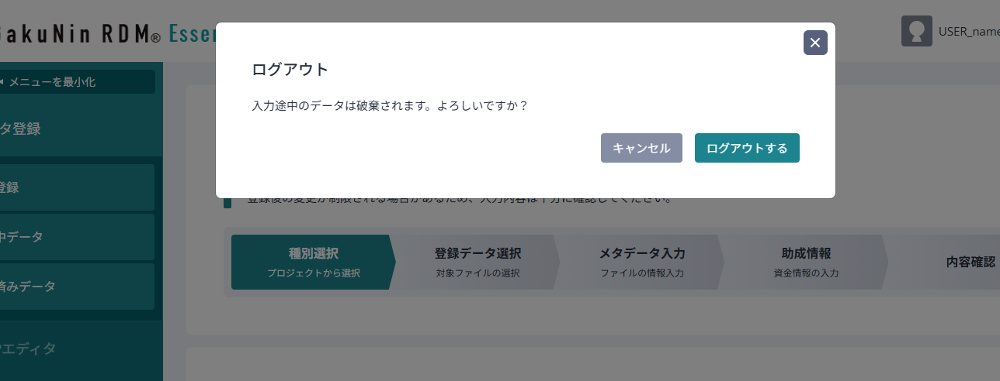 akuNin RDM® Esse
USER_name
ログアウト
入力途中のデータは破棄されます。よろしいですか？
キャンセル
ログアウトする
メニューを最小化
タ登録
登録
中データ
済みデータ
エディタ
登録後の変更が制限される場合があるため、入力内容は十分に確認してください。
種別選択
プロジェクトから選択
登録データ選択
対象ファイルの選択
メタデータ入力
ファイルの情報入力
助成情報
資金情報の入力
内容確認